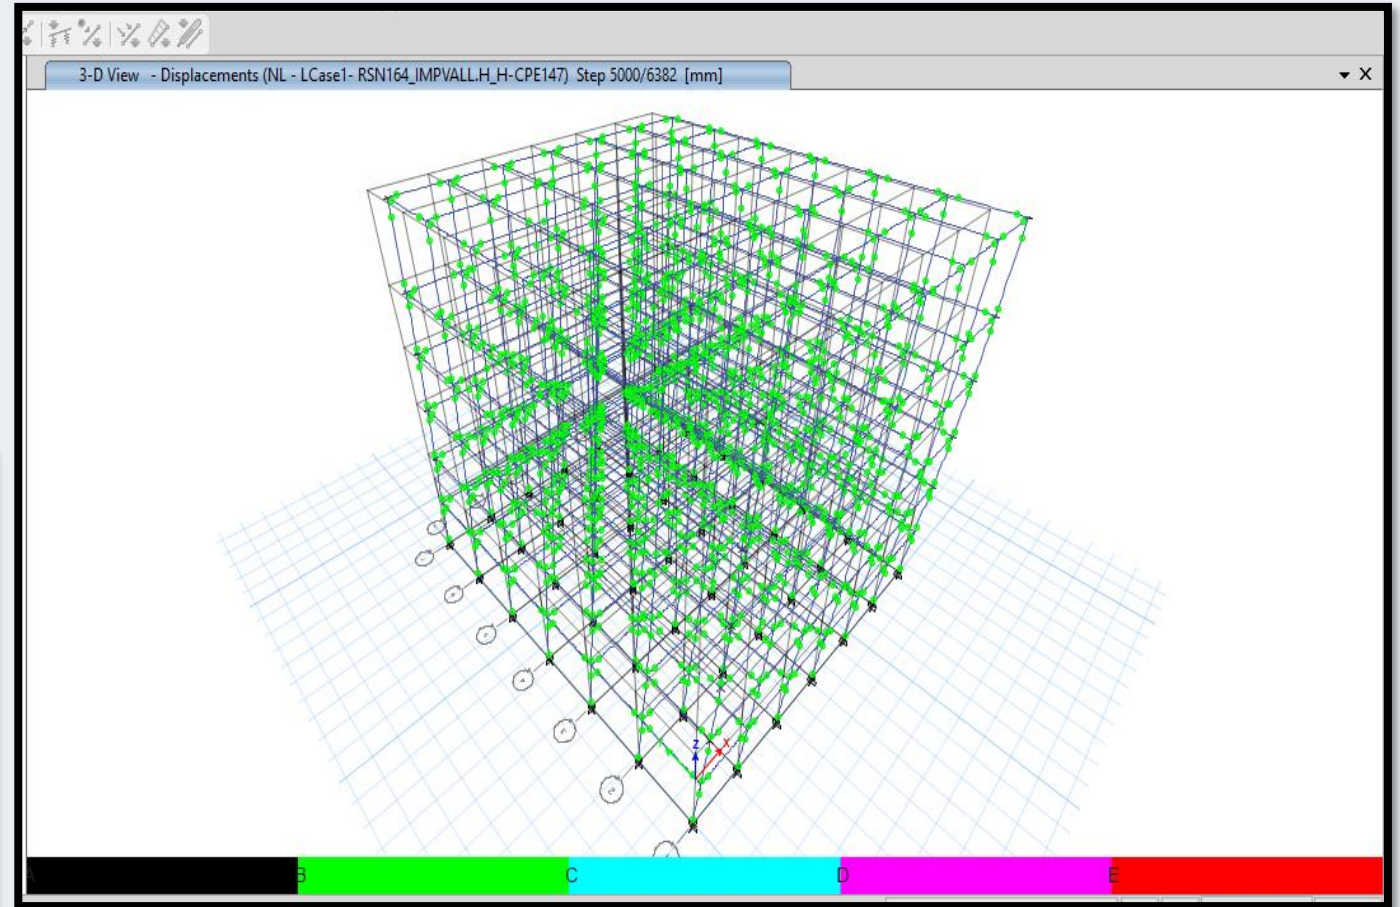 3-D View - Displacements (NL - LCase1- RSN164_IMPVALL.H_H-CPE147) Step 5000/6382 [mm]
Z X
A B C D E